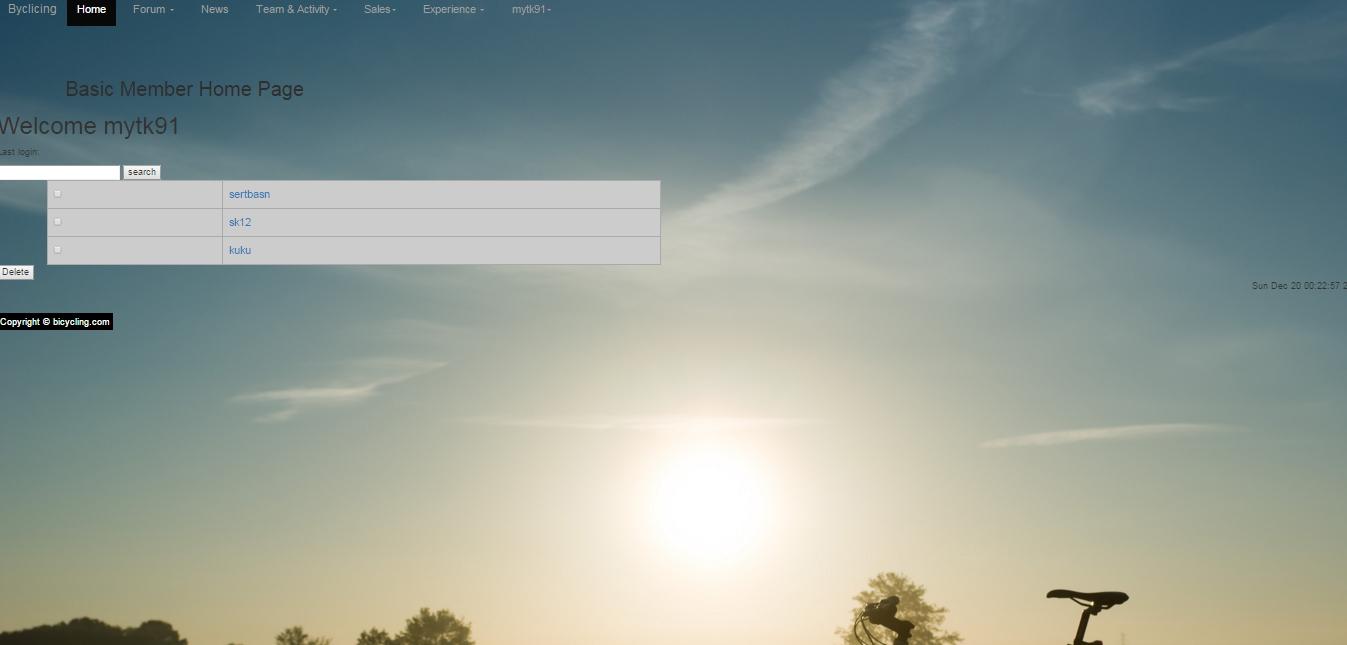 Byclicing Home Forum News Team & Activity Sales Experience mytk91
Basic Member Home Page
Welcome mytk91
Last login:
search
sertbasn
sk12
kuku
Delete
Sun Dec 20 00:22:57 2
Copyright © bicycling.com